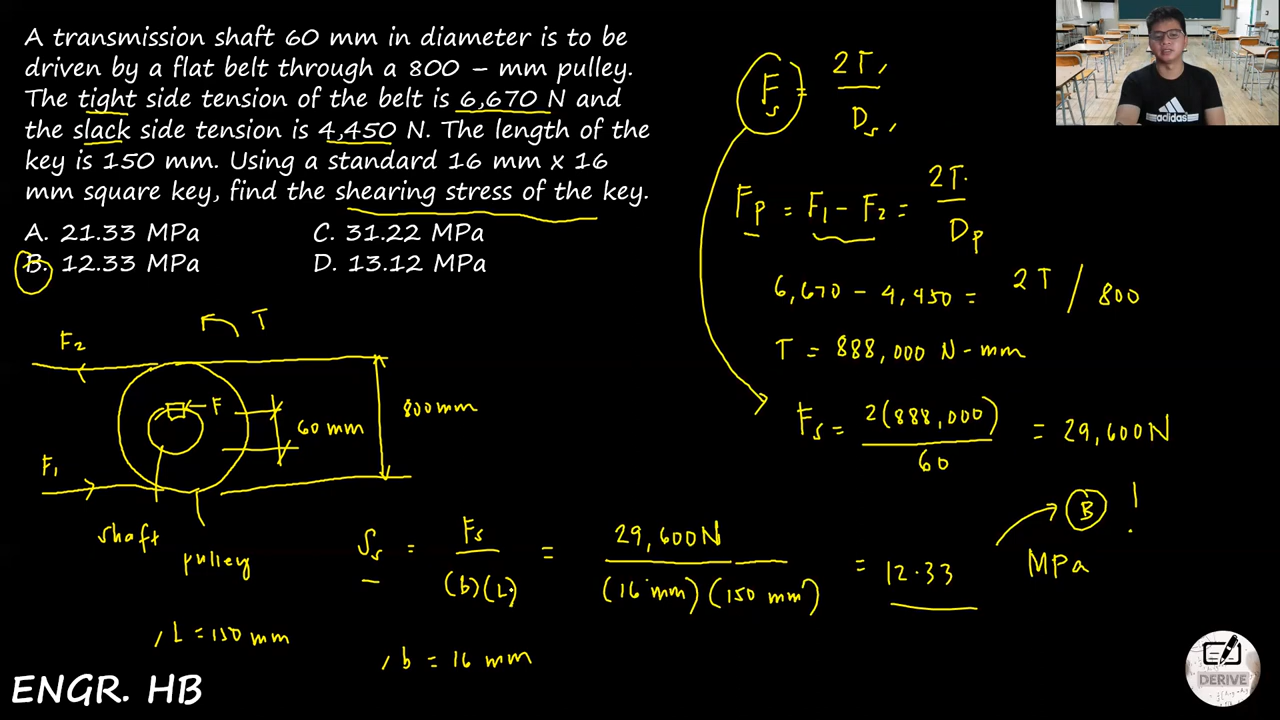 A transmission shaft 60 mm in diameter is to be
driven by a flat belt through a 800 – mm pulley.
The tight side tension of the belt is 6,670 N and
the slack side tension is 4,450 N. The length of the
key is 150 mm. Using a standard 16 mm x 16
mm square key, find the shearing stress of the key.
A. 21.33 MPa C. 31.22 MPa
B. 12.33 MPa D. 13.12 MPa
F2
T
F
800mm
60 mm
F1
shaft
pulley
Fs = 2T / Ds
Fp = F1 - F2 = 2T / Dp
6,670 - 4,450 = 2T / 800
T = 888,000 N-mm
Fs = 2(888,000) / 60 = 29,600N
Ss = Fs / (b)(L) = 29,600N / (16 mm)(150 mm) = 12.33 MPa
B !
L = 150 mm
b = 16 mm
ENGR. HB
adidas
DERIVE